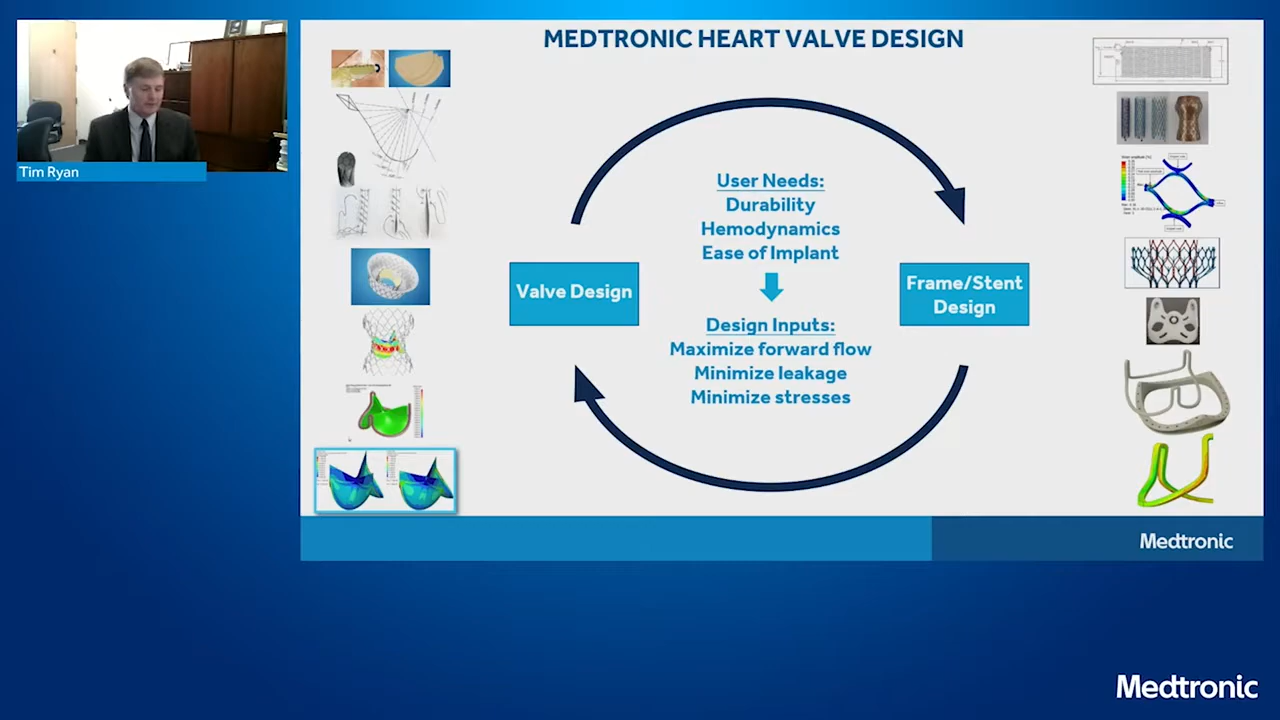 Tim Ryan
MEDTRONIC HEART VALVE DESIGN
User Needs:
Durability
Hemodynamics
Ease of Implant
Valve Design
Frame/Stent
Design
Design Inputs:
Maximize forward flow
Minimize leakage
Minimize stresses
Medtronic
Medtronic